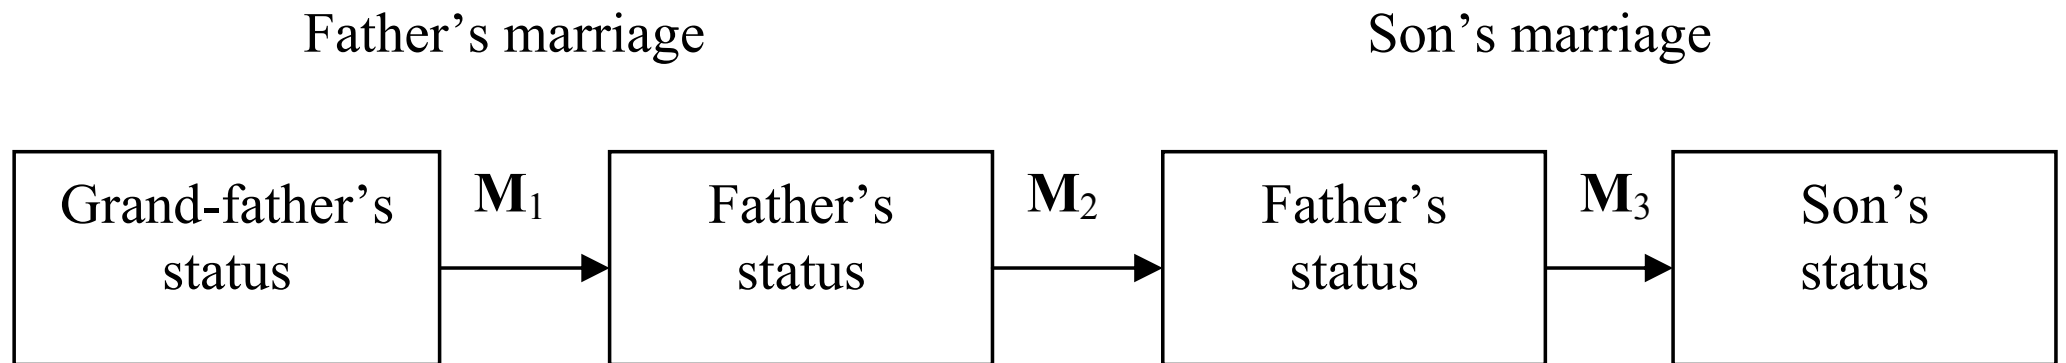 Father’s marriage
Son’s marriage
Grand-father’s
status
M1
Father’s
status
M2
Father’s
status
M3
Son’s
status